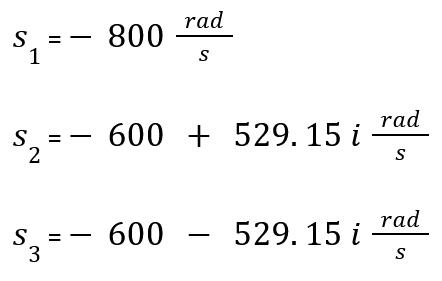 s₁ = − 800 rad/s
s₂ = − 600 + 529.15 i rad/s
s₃ = − 600 − 529.15 i rad/s